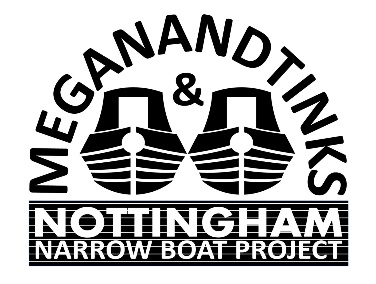 MEGANANDTINKS
&
NOTTINGHAM
NARROW BOAT PROJECT